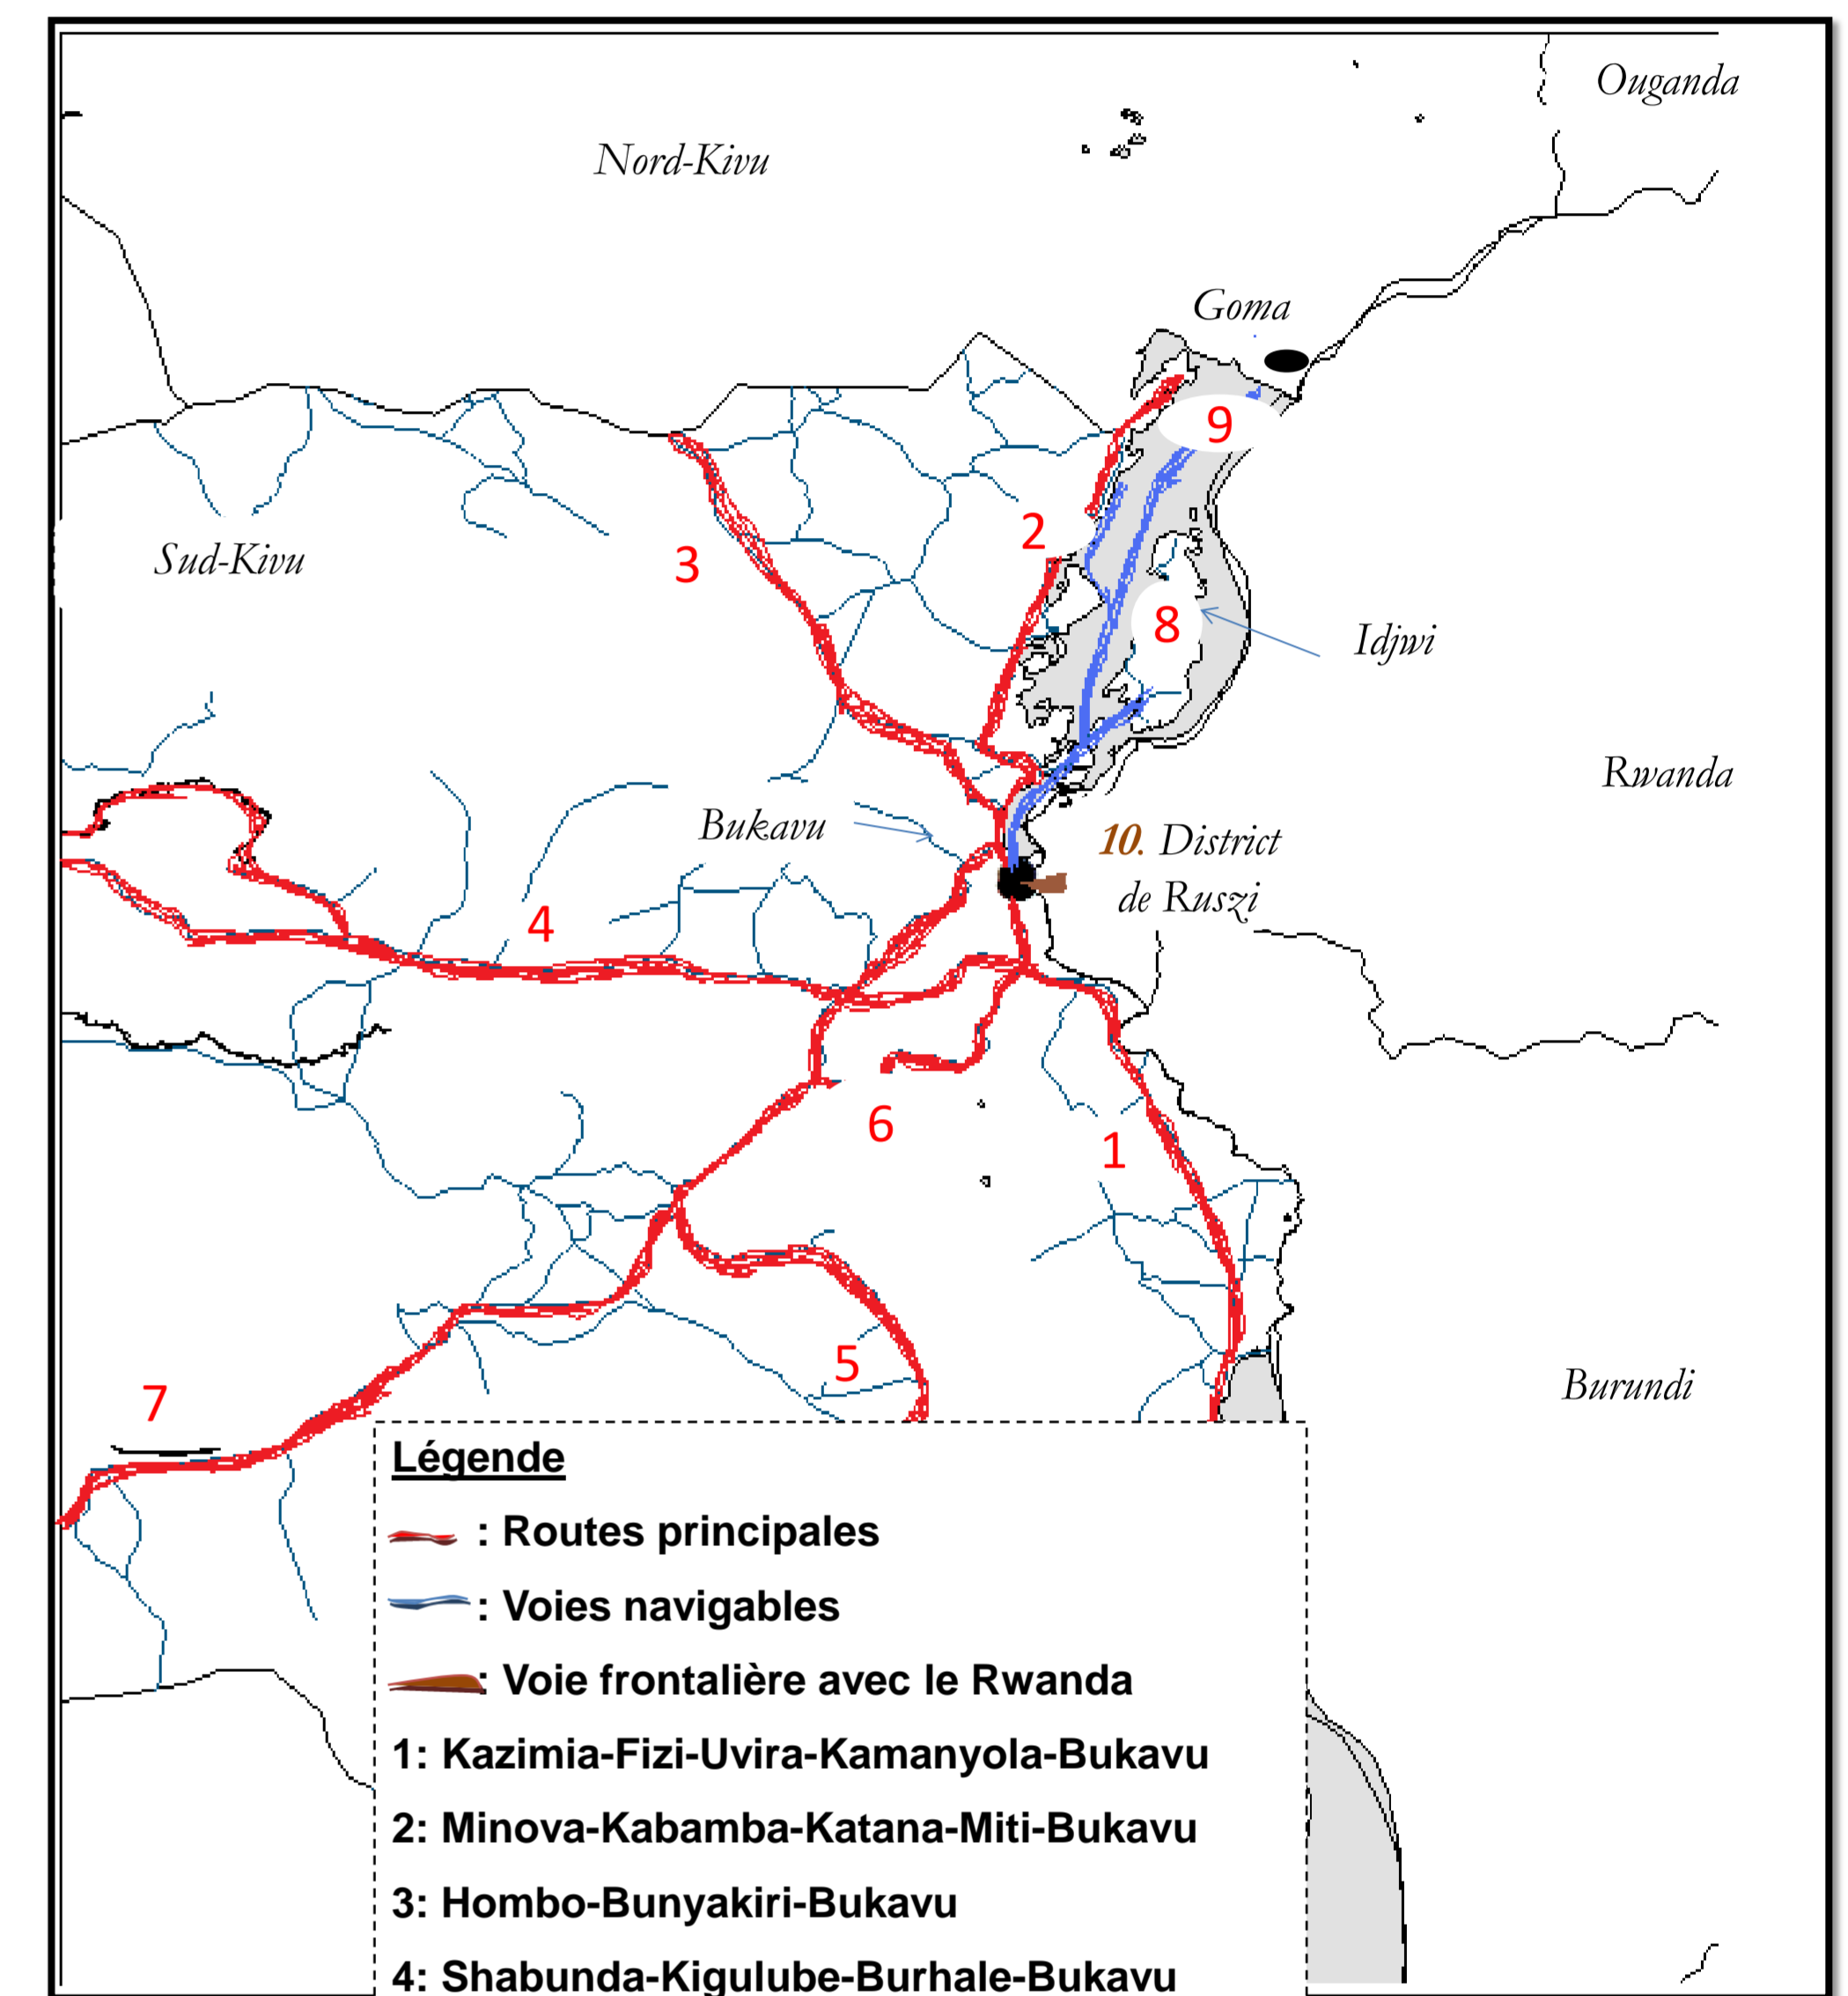 Ouganda
Nord-Kivu
Goma
9
2
3
Sud-Kivu
8
Idjwi
Rwanda
Bukavu
10. District
de Ruszi
4
6
1
5
Burundi
7
Légende
: Routes principales
: Voies navigables
: Voie frontalière avec le Rwanda
1: Kazimia-Fizi-Uvira-Kamanyola-Bukavu
2: Minova-Kabamba-Katana-Miti-Bukavu
3: Hombo-Bunyakiri-Bukavu
4: Shabunda-Kigulube-Burhale-Bukavu